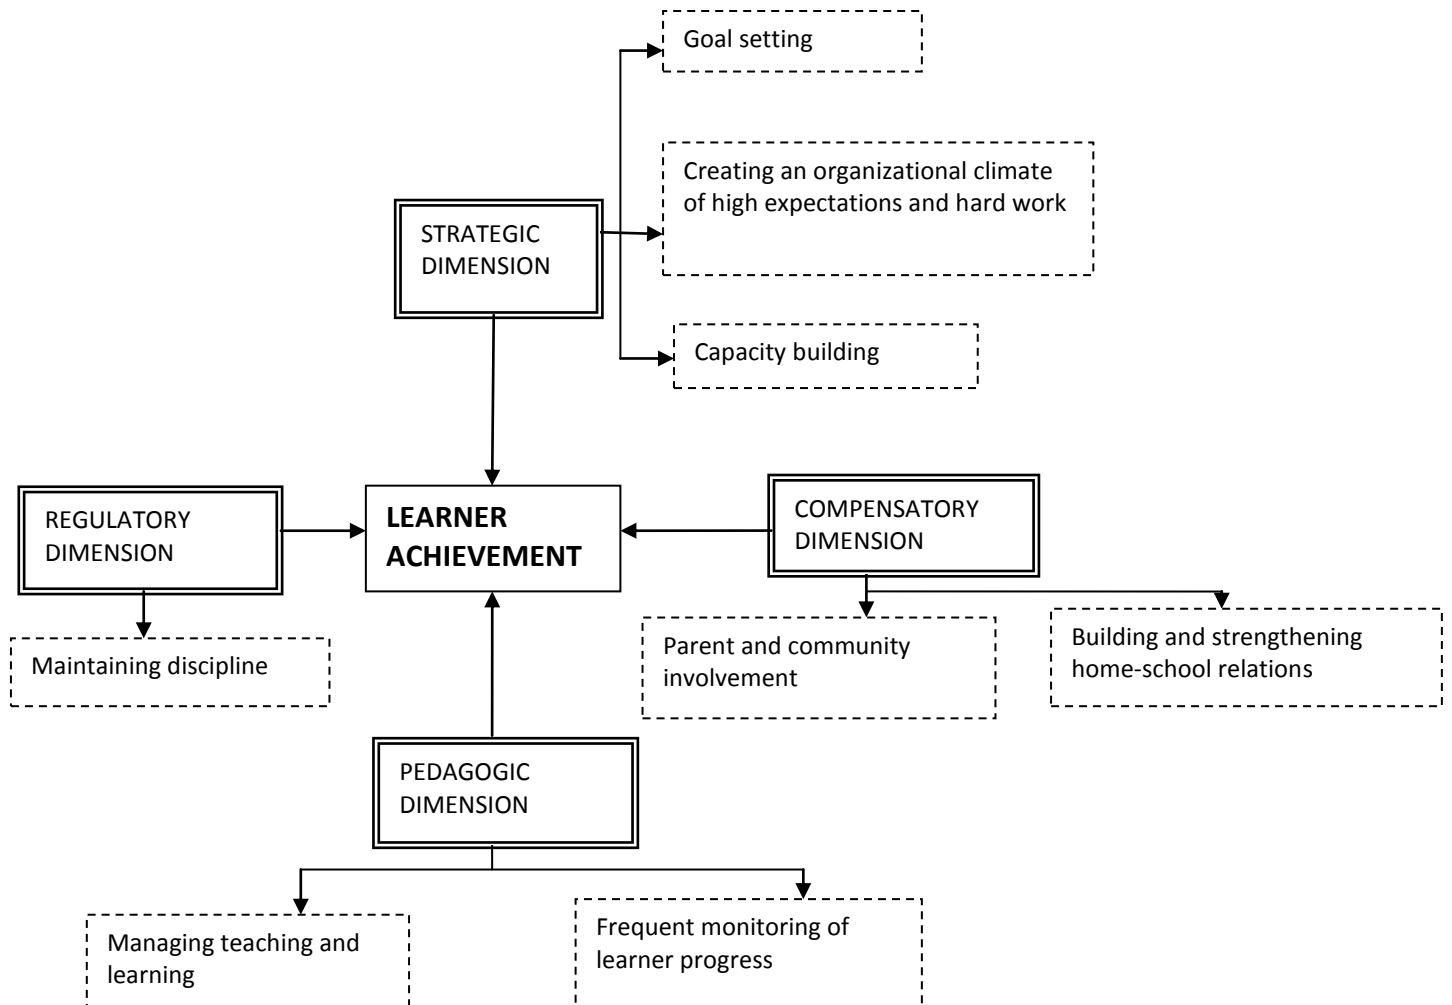 Goal setting
Creating an organizational climate
of high expectations and hard work
STRATEGIC
DIMENSION
Capacity building
REGULATORY
DIMENSION
LEARNER
ACHIEVEMENT
COMPENSATORY
DIMENSION
Maintaining discipline
Parent and community
involvement
Building and strengthening
home-school relations
PEDAGOGIC
DIMENSION
Managing teaching and
learning
Frequent monitoring of
learner progress